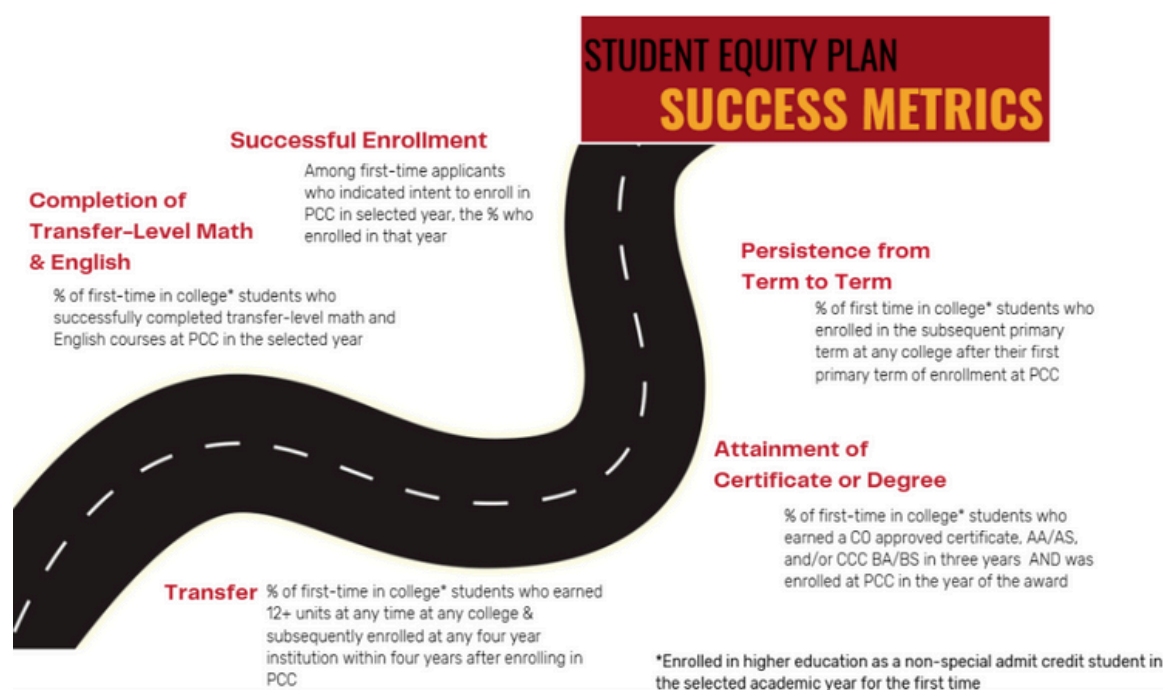 STUDENT EQUITY PLAN
SUCCESS METRICS
Successful Enrollment
Among first-time applicants
who indicated intent to enroll in
PCC in selected year, the % who
enrolled in that year
Completion of
Transfer-Level Math
& English
% of first-time in college* students who
successfully completed transfer-level math and
English courses at PCC in the selected year
Persistence from
Term to Term
% of first time in college* students who
enrolled in the subsequent primary
term at any college after their first
primary term of enrollment at PCC
Attainment of
Certificate or Degree
% of first-time in college* students who
earned a CO approved certificate, AA/AS,
and/or CCC BA/BS in three years AND was
enrolled at PCC in the year of the award
Transfer
% of first-time in college* students who earned
12+ units at any time at any college &
subsequently enrolled at any four year
institution within four years after enrolling in
PCC
*Enrolled in higher education as a non-special admit credit student in
the selected academic year for the first time